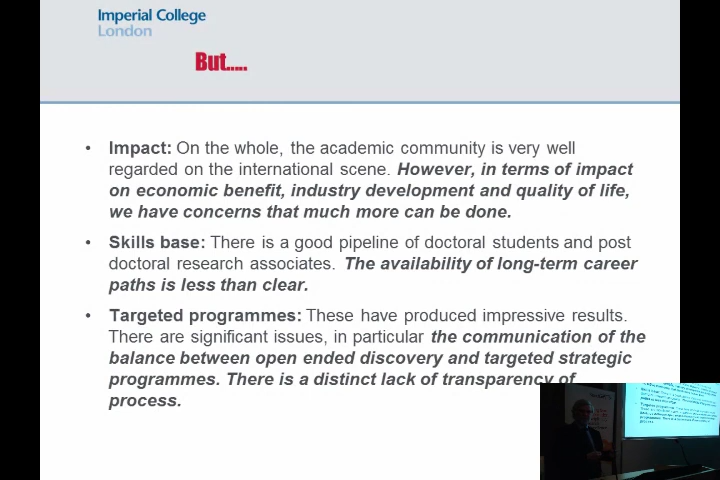 Imperial College
London
But.....
• Impact: On the whole, the academic community is very well
regarded on the international scene. However, in terms of impact
on economic benefit, industry development and quality of life,
we have concerns that much more can be done.
• Skills base: There is a good pipeline of doctoral students and post
doctoral research associates. The availability of long-term career
paths is less than clear.
• Targeted programmes: These have produced impressive results.
There are significant issues, in particular the communication of the
balance between open ended discovery and targeted strategic
programmes. There is a distinct lack of transparency of
process.